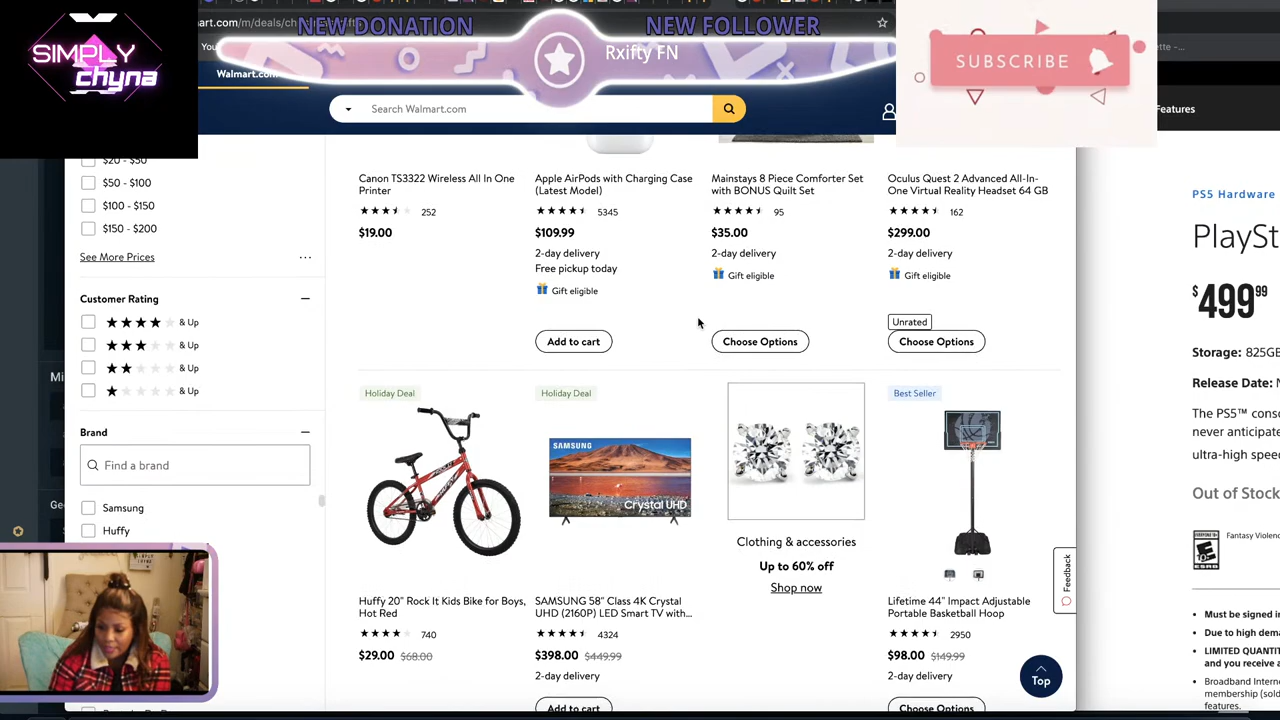 NEW DONATION
NEW FOLLOWER
SIMPLY
chyna
Rxifty FN
SUBSCRIBE
Walmart.com
Search Walmart.com
Features
$20 - $50
$50 - $100
$100 - $150
$150 - $200
See More Prices
Customer Rating
& Up
& Up
& Up
& Up
Brand
Find a brand
Samsung
Huffy
Canon TS3322 Wireless All In One
Printer
252
$19.00
Apple AirPods with Charging Case
(Latest Model)
5345
$109.99
2-day delivery
Free pickup today
Gift eligible
Add to cart
Mainstays 8 Piece Comforter Set
with BONUS Quilt Set
95
$35.00
2-day delivery
Gift eligible
Choose Options
Oculus Quest 2 Advanced All-In-
One Virtual Reality Headset 64 GB
162
$299.00
2-day delivery
Gift eligible
Unrated
Choose Options
Holiday Deal
Huffy 20" Rock It Kids Bike for Boys,
Hot Red
740
$29.00 $68.00
Holiday Deal
SAMSUNG
Crystal UHD
SAMSUNG 58" Class 4K Crystal
UHD (2160P) LED Smart TV with...
4324
$398.00 $449.99
2-day delivery
Add to cart
Clothing & accessories
Up to 60% off
Shop now
Best Seller
Lifetime 44" Impact Adjustable
Portable Basketball Hoop
2950
$98.00 $149.99
2-day delivery
Choose Options
Feedback
Top
PS5 Hardware
PlaySt
$499.99
Storage: 825GB
Release Date: N
The PS5™ conso
never anticipate
ultra-high speed
Out of Stock
Fantasy Violenc
Must be signed in
Due to high dema
LIMITED QUANTIT
and you receive a
Broadband Interne
membership (sold
features.